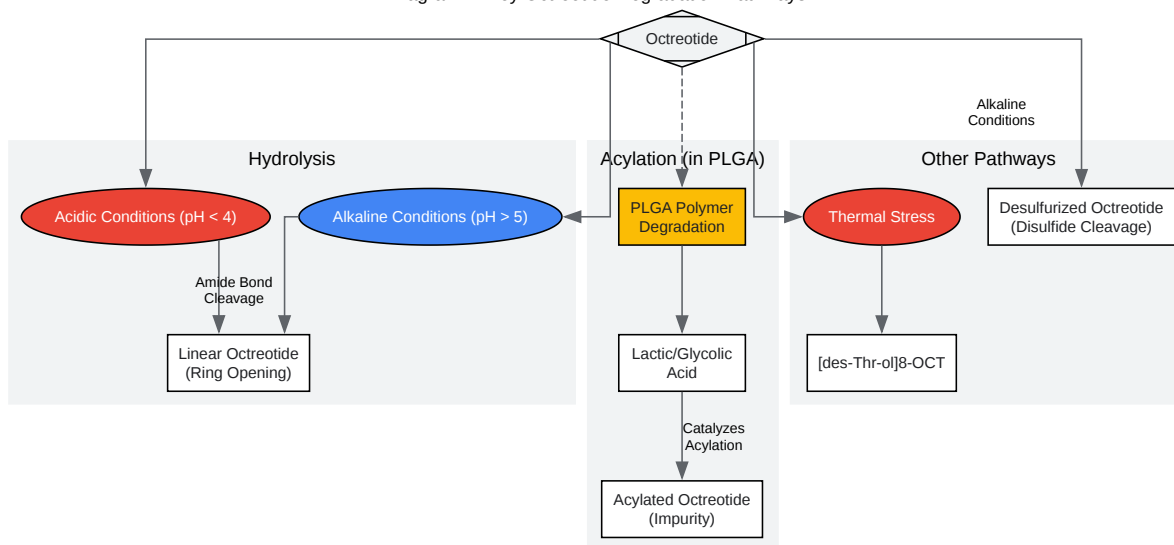 Octreotide
Alkaline
Conditions
Hydrolysis
Acylation (in PLGA)
Other Pathways
Acidic Conditions (pH < 4)
Alkaline Conditions (pH > 5)
PLGA Polymer
Degradation
Thermal Stress
Desulfurized Octreotide
(Disulfide Cleavage)
Amide Bond
Cleavage
Linear Octreotide
(Ring Opening)
Lactic/Glycolic
Acid
[des-Thr-ol]8-OCT
Catalyzes
Acylation
Acylated Octreotide
(Impurity)